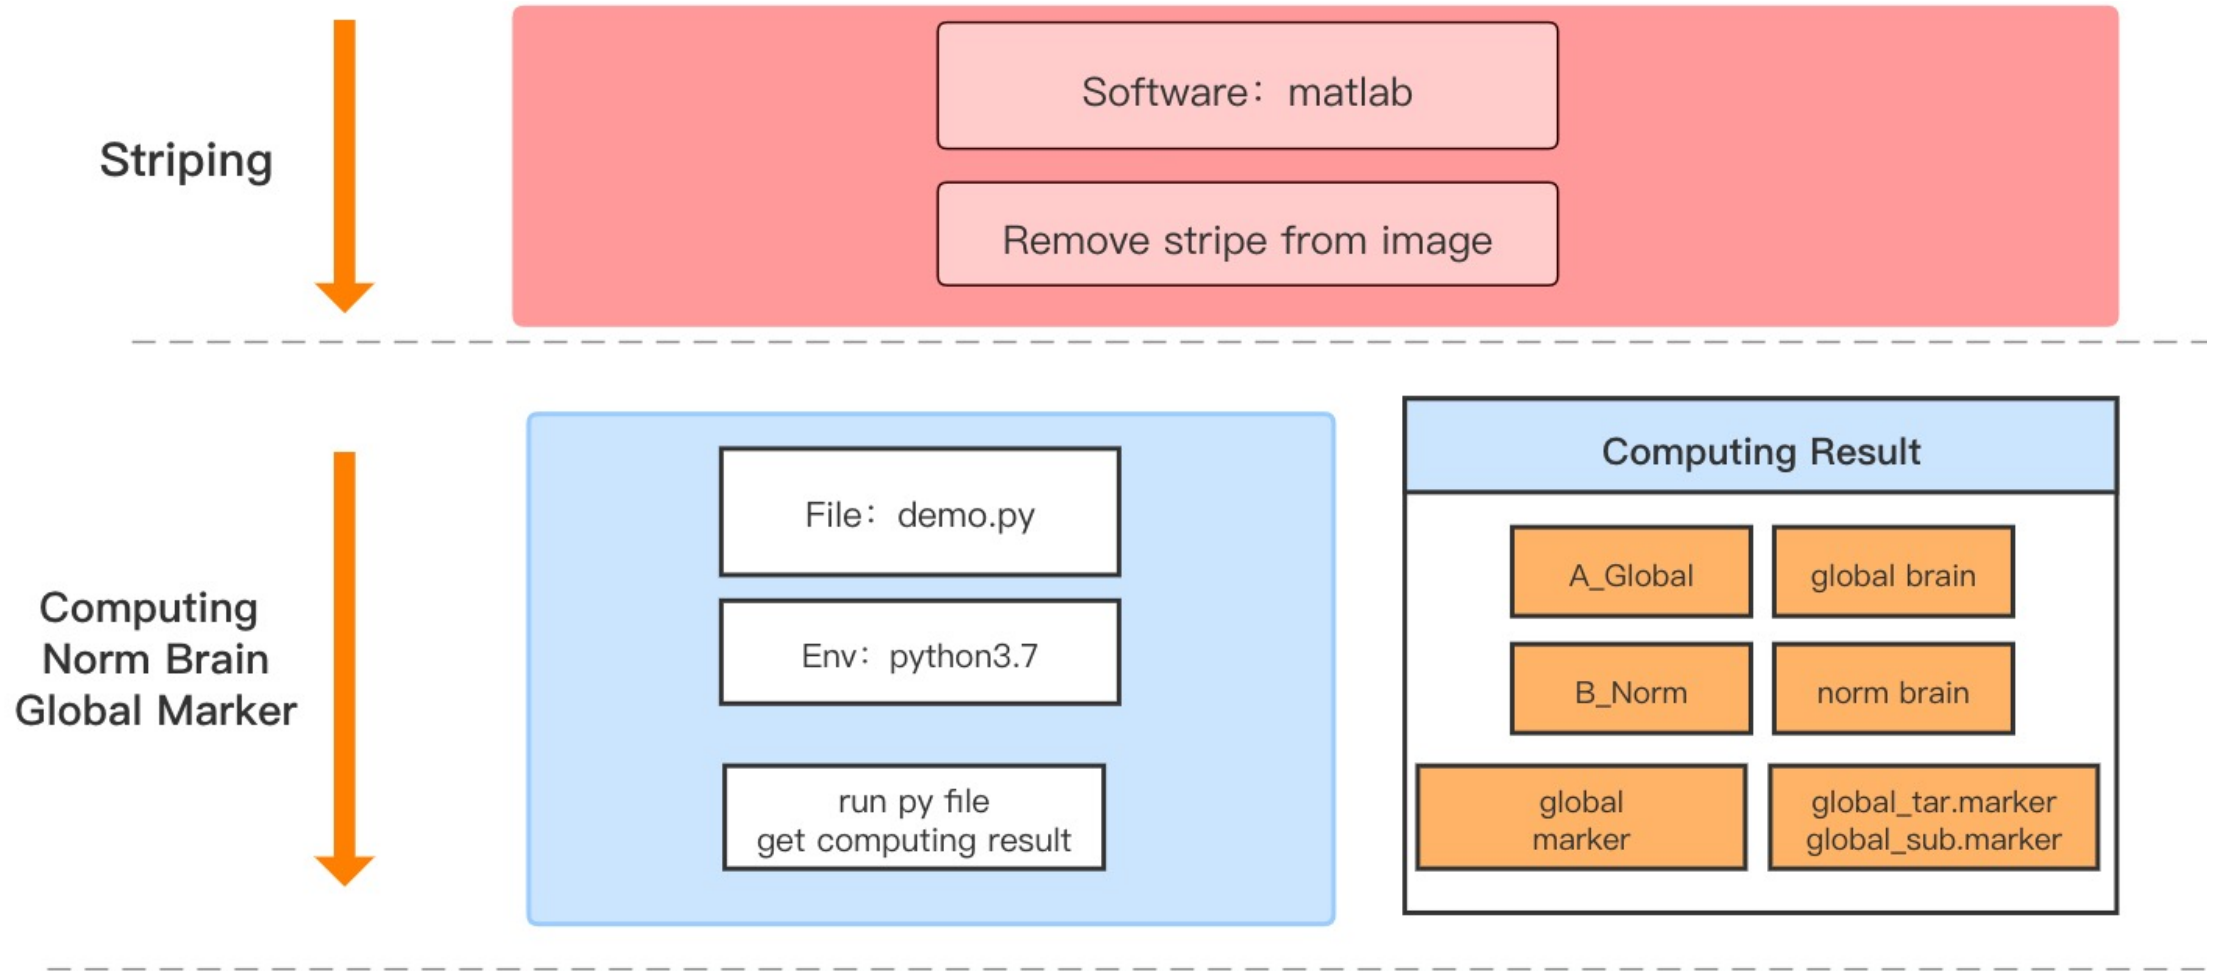 Striping
Software：matlab
Remove stripe from image
Computing
Norm Brain
Global Marker
File：demo.py
Env：python3.7
run py file
get computing result
Computing Result
A_Global
global brain
B_Norm
norm brain
global
marker
global_tar.marker
global_sub.marker